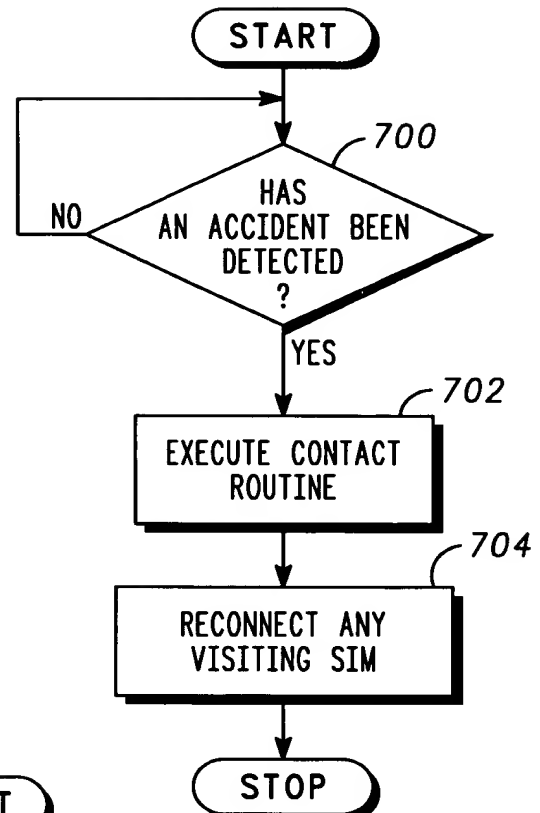 START
700
HAS
AN ACCIDENT BEEN
DETECTED
?
NO
YES
702
EXECUTE CONTACT
ROUTINE
704
RECONNECT ANY
VISITING SIM
STOP
T